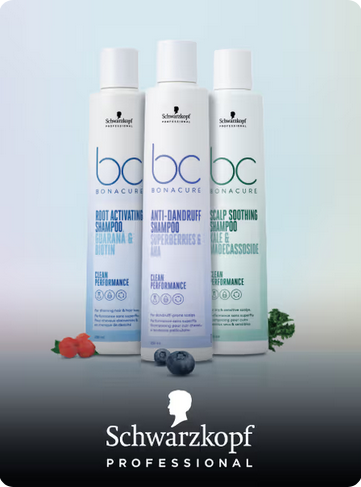 Schwarzkopf
PROFESSIONAL
bc
BONACURE
ROOT ACTIVATING
SHAMPOO
GUARANA &
BIOTIN
CLEAN
PERFORMANCE
Schwarzkopf
PROFESSIONAL
bc
BONACURE
ANTI-DANDRUFF
SHAMPOO
SUPERBERRIES &
AHA
CLEAN
PERFORMANCE
Schwarzkopf
PROFESSIONAL
bc
BONACURE
SCALP SOOTHING
SHAMPOO
KALE &
MADECASSOSIDE
CLEAN
PERFORMANCE
Schwarzkopf
PROFESSIONAL